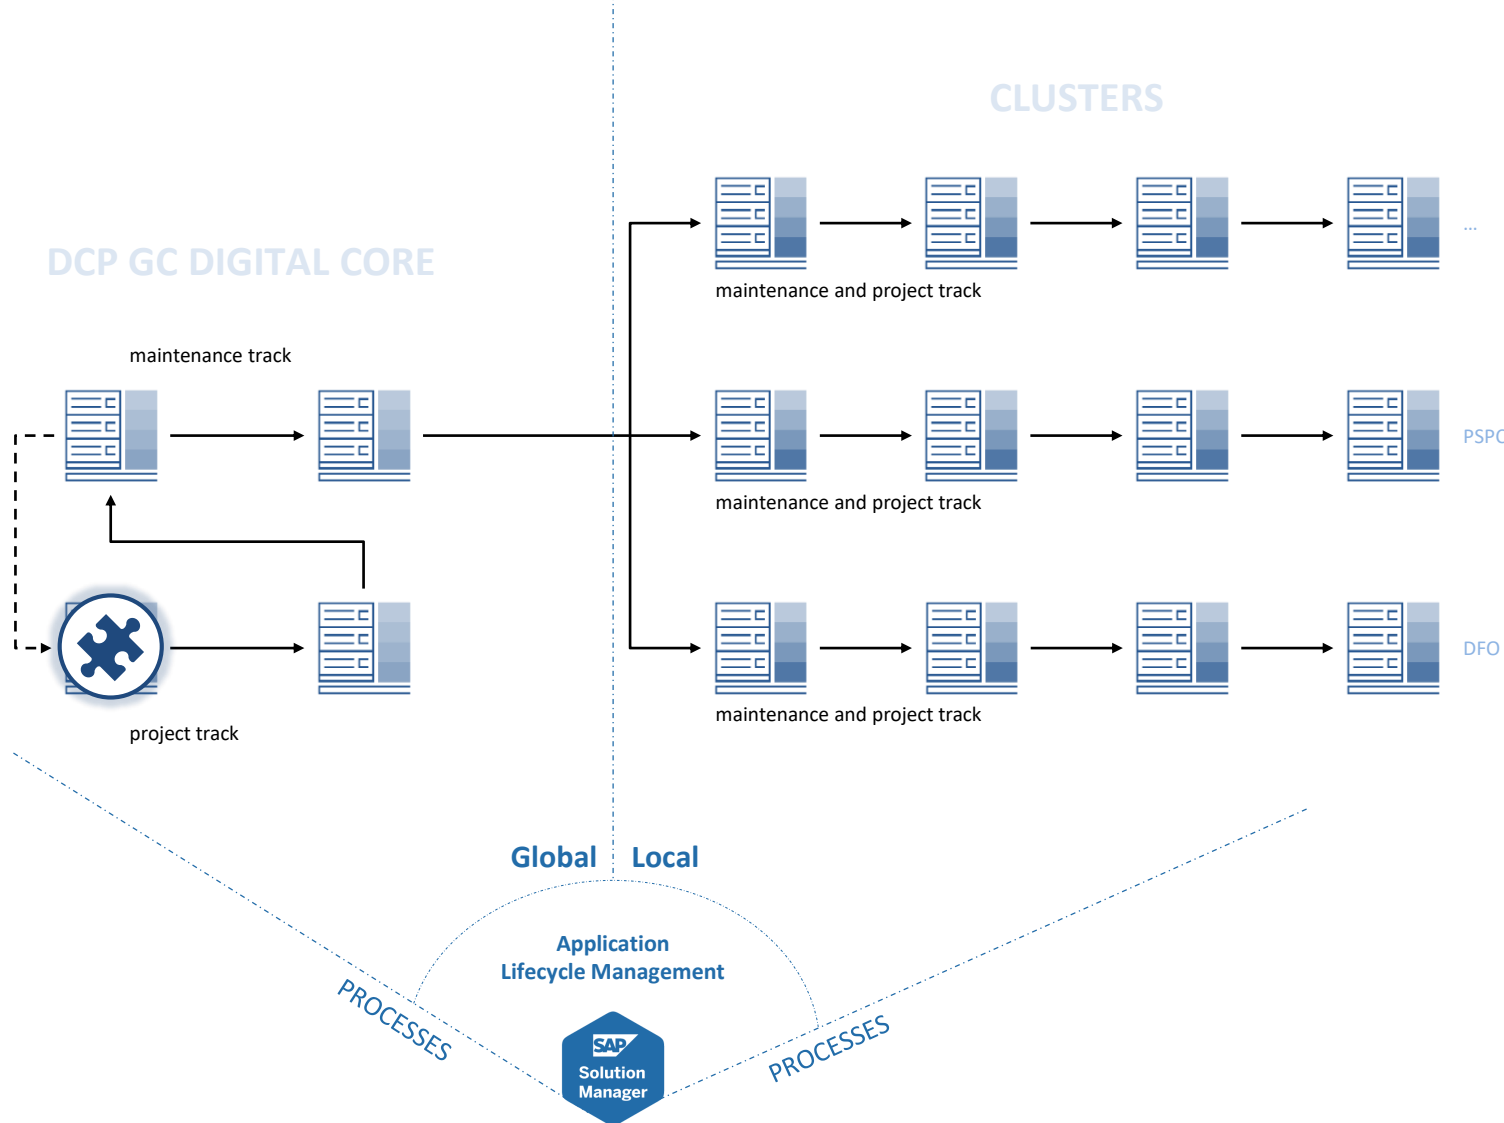 CLUSTERS
...
maintenance and project track
DCP GC DIGITAL CORE
maintenance track
PSPC
maintenance and project track
DFO
maintenance and project track
project track
Global
Local
Application
Lifecycle Management
PROCESSES
PROCESSES
SAP
Solution
Manager